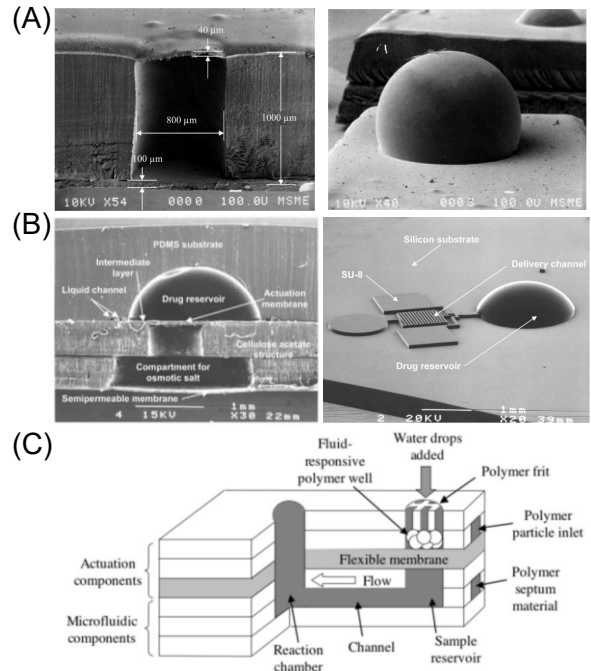 (A)
40 µm
800 µm
1000 µm
100 µm
10KV X54 0000 100.0U MSME
10KV X40 0003 100.0U MSME
(B)
PDMS substrate
Intermediate
layer
Liquid channel
Drug reservoir
Actuation
membrane
Cellulose acetate
structure
Compartment for
osmotic salt
Semipermeable membrane
1mm
4 15KV X30 22mm
Silicon substrate
SU-8
Delivery channel
Drug reservoir
1mm
2 20KV X20 39mm
(C)
Fluid-
responsive
polymer well
Water drops
added
Polymer frit
Polymer
particle inlet
Actuation
components
Flexible membrane
Flow
Polymer
septum
material
Microfluidic
components
Reaction
chamber
Channel
Sample
reservoir